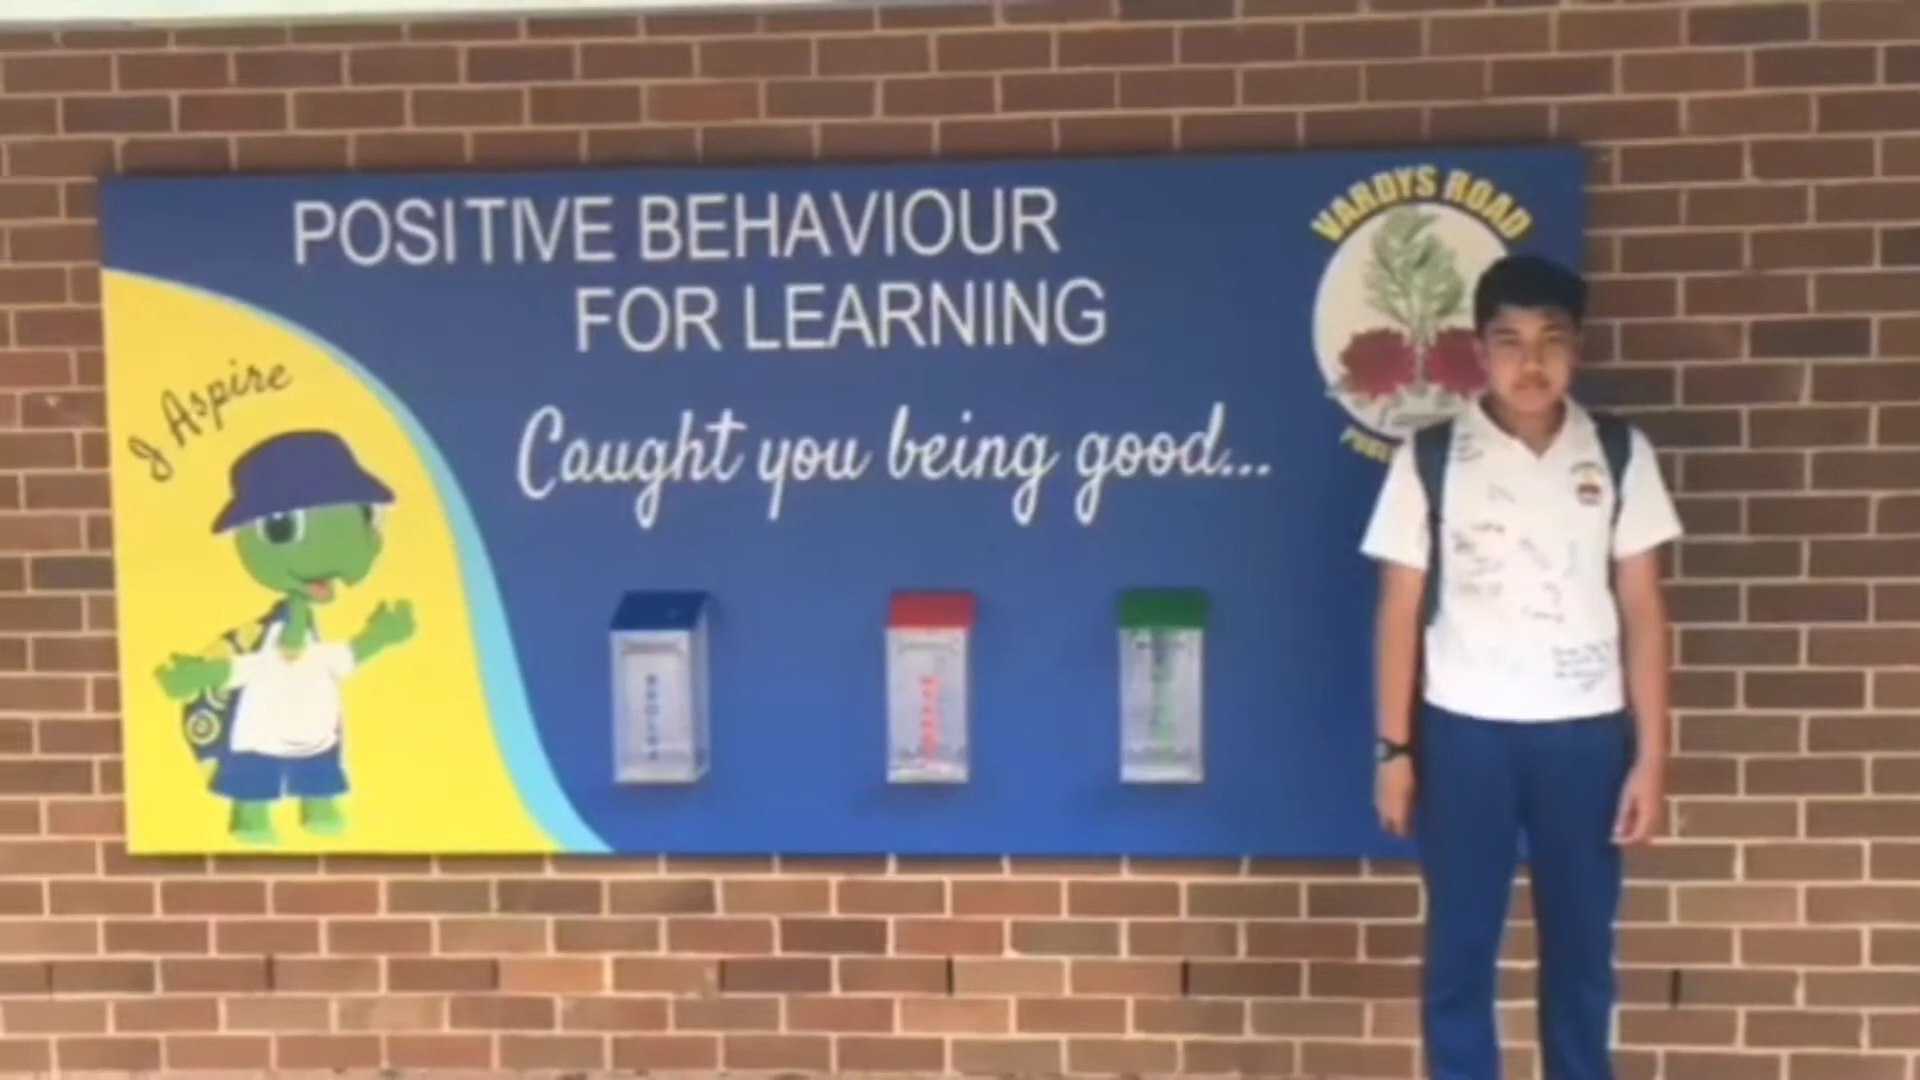 POSITIVE BEHAVIOUR
FOR LEARNING
Caught you being good...
I Aspire
VARDYS ROAD